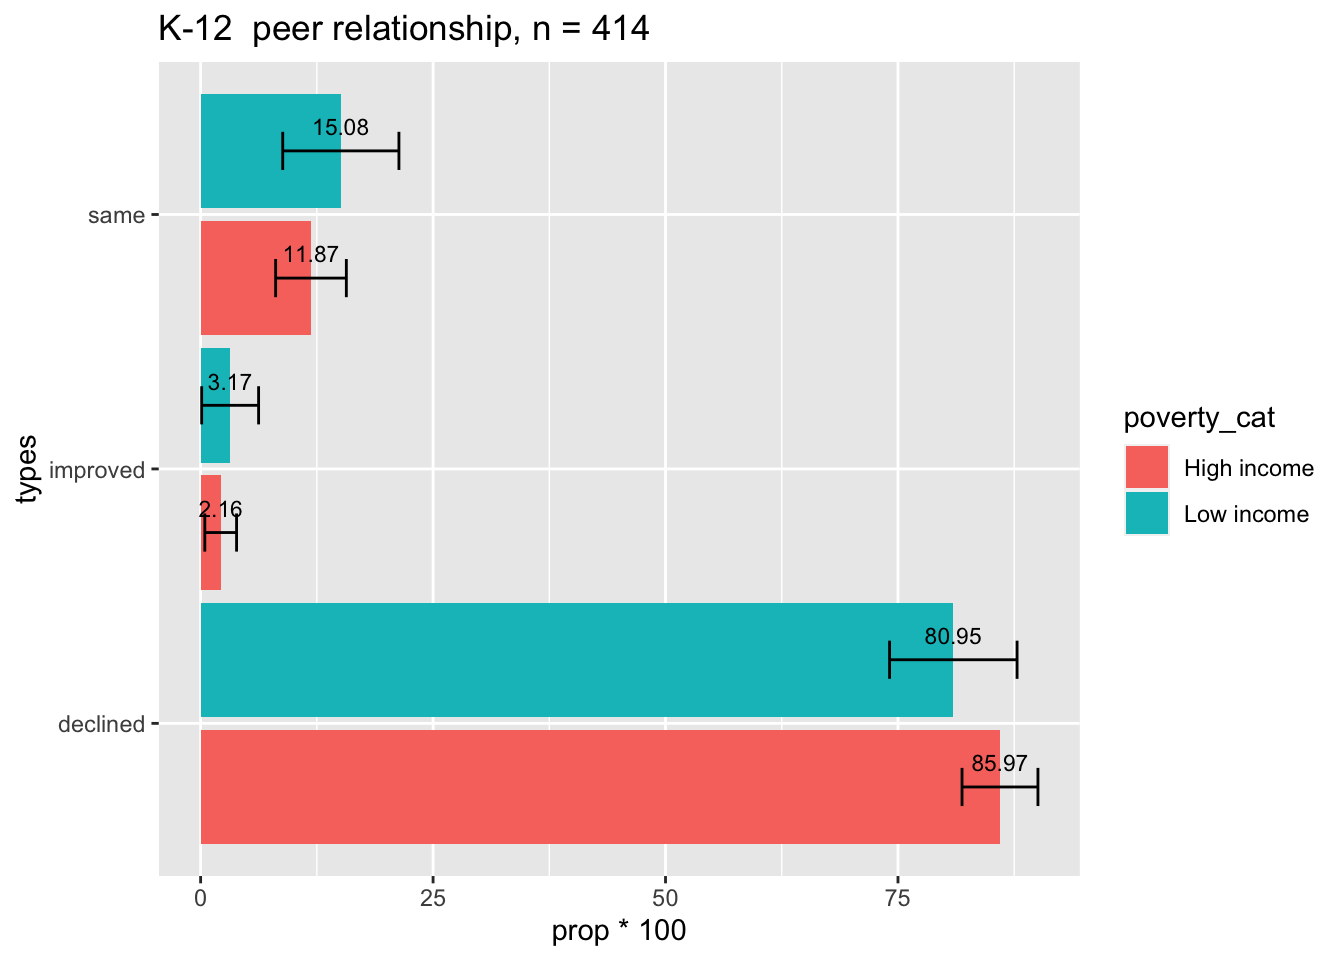 K-12  peer relationship, n = 414
types
same
improved
declined
15.08
11.87
3.17
2.16
80.95
85.97
0
25
50
75
prop * 100
poverty_cat
High income
Low income